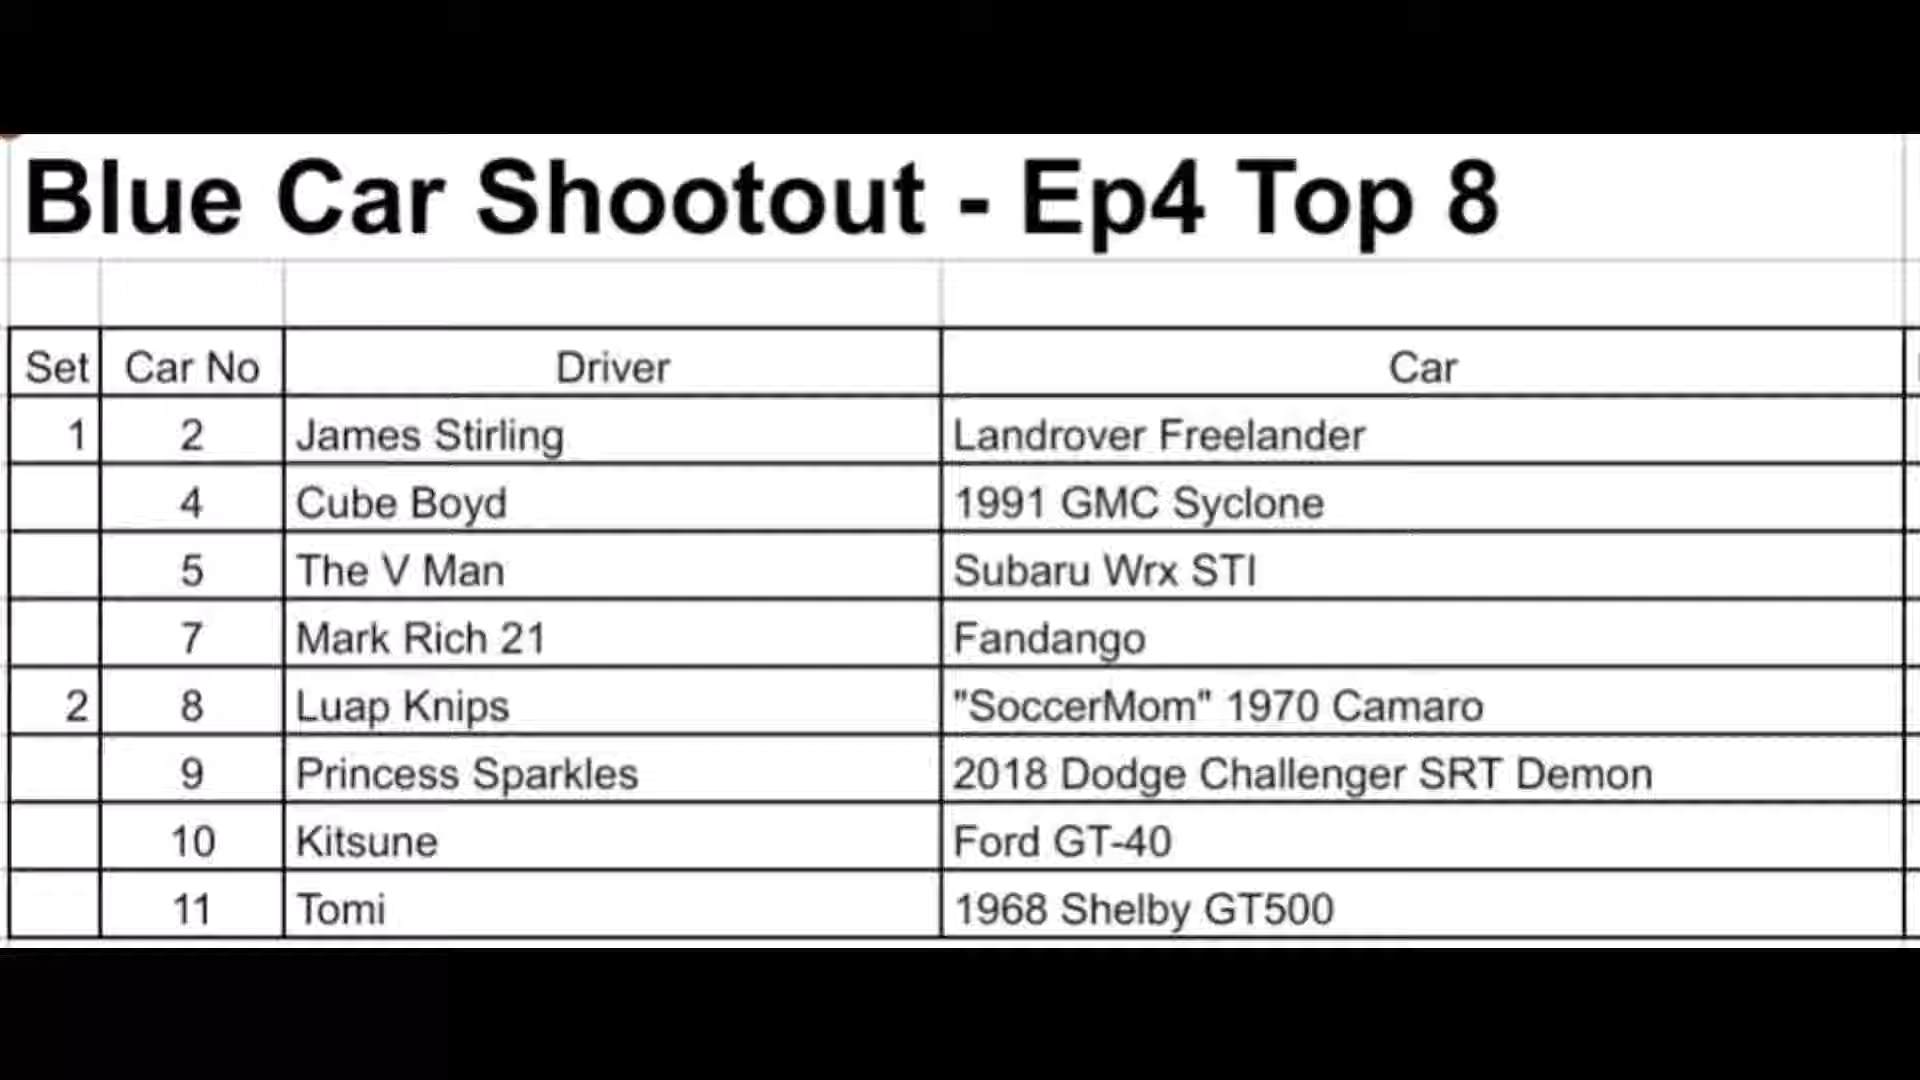 Blue Car Shootout - Ep4 Top 8
Set Car No Driver Car
1 2 James Stirling Landrover Freelander
4 Cube Boyd 1991 GMC Syclone
5 The V Man Subaru Wrx STI
7 Mark Rich 21 Fandango
2 8 Luap Knips "SoccerMom" 1970 Camaro
9 Princess Sparkles 2018 Dodge Challenger SRT Demon
10 Kitsune Ford GT-40
11 Tomi 1968 Shelby GT500